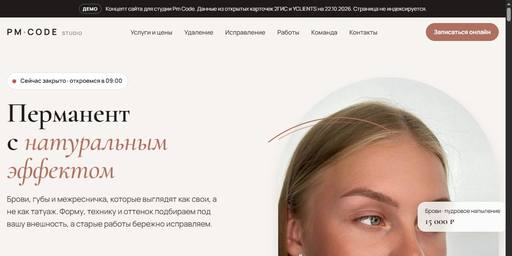 ДЕМО Концепт сайта для студии Pm Code. Данные из открытых карточек 2ГИС и YCLIENTS на 22.10.2026. Страница не индексируется.
PM·CODE STUDIO Услуги и цены Удаление Исправление Работы Команда Контакты Записаться онлайн
Сейчас закрыто · откроемся в 09:00
Перманент
с натуральным
эффектом
Брови, губы и межресничка, которые выглядят как свои, а
не как татуаж. Форму, технику и оттенок подбираем под
вашу внешность, а старые работы бережно исправляем.
Брови · пудровое напыление
15 000 ₽